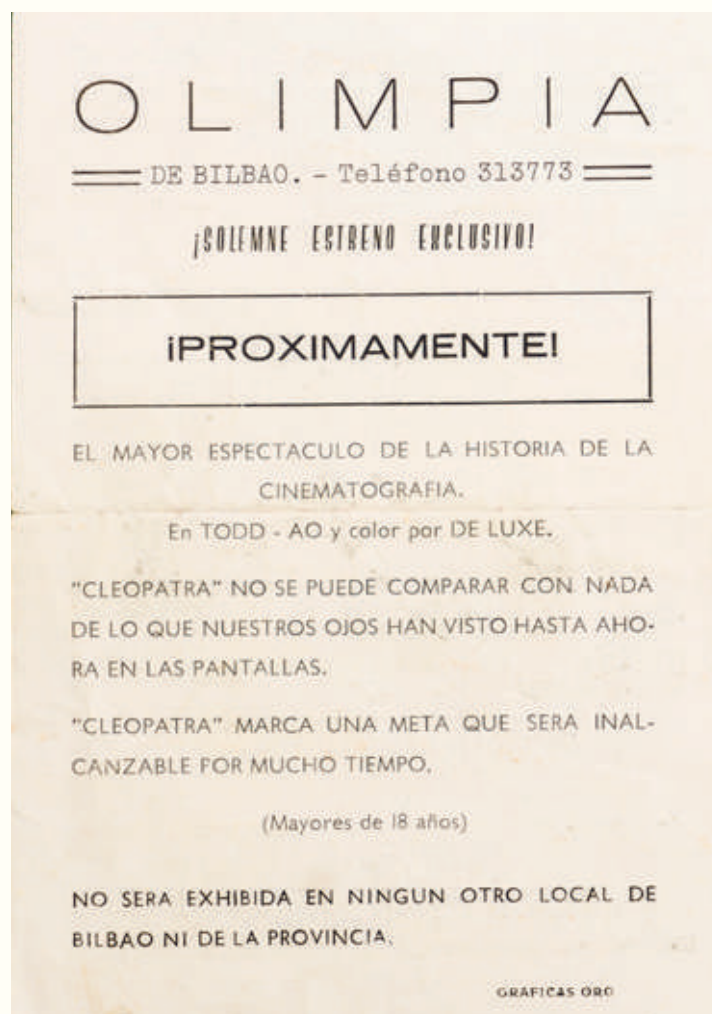 OLIMPIA
DE BILBAO. - Teléfono 313773
¡SOLEMNE ESTRENO EXCLUSIVO!
¡PROXIMAMENTE!
EL MAYOR ESPECTACULO DE LA HISTORIA DE LA
CINEMATOGRAFIA.
En TODD - AO y color por DE LUXE.
"CLEOPATRA" NO SE PUEDE COMPARAR CON NADA
DE LO QUE NUESTROS OJOS HAN VISTO HASTA AHO-
RA EN LAS PANTALLAS.
"CLEOPATRA" MARCA UNA META QUE SERA INAL-
CANZABLE POR MUCHO TIEMPO.
(Mayores de 18 años)
NO SERA EXHIBIDA EN NINGUN OTRO LOCAL DE
BILBAO NI DE LA PROVINCIA.
GRAFICAS ORO